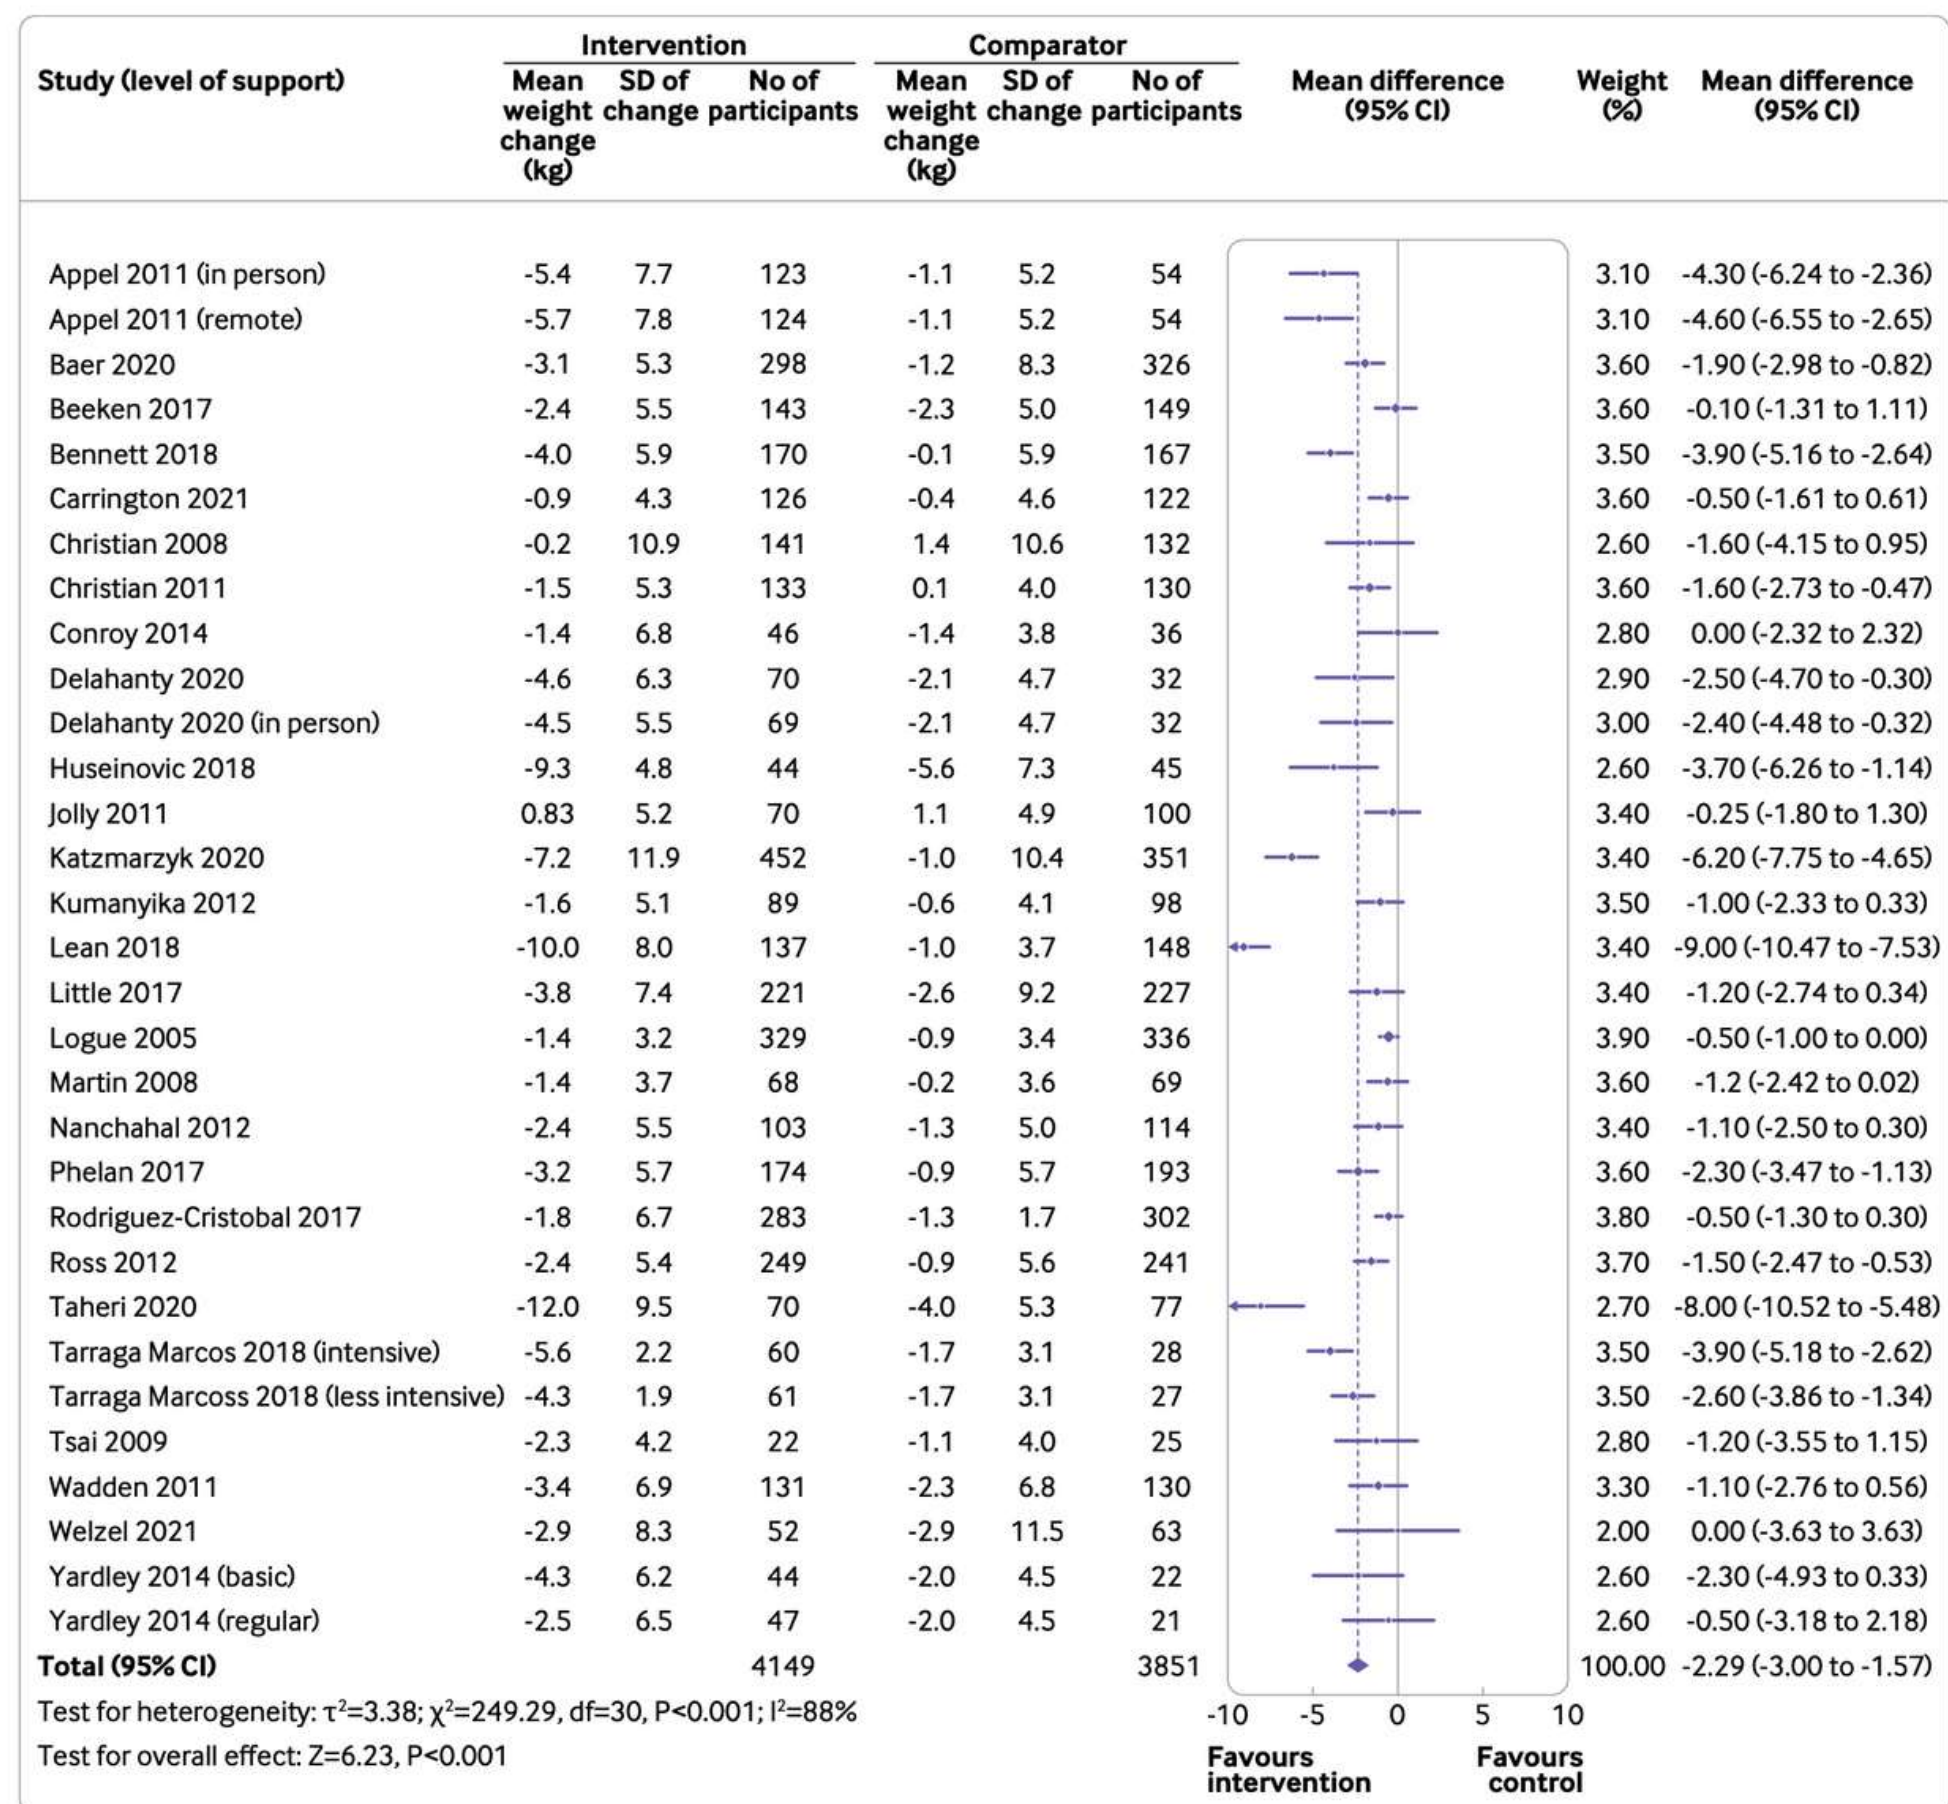 Intervention Comparator
Study (level of support) Mean SD of No of Mean SD of No of Mean difference Weight Mean difference
weight change participants weight change participants (95% CI) (%) (95% CI)
change change
(kg) (kg)
Appel 2011 (in person) -5.4 7.7 123 -1.1 5.2 54 3.10 -4.30 (-6.24 to -2.36)
Appel 2011 (remote) -5.7 7.8 124 -1.1 5.2 54 3.10 -4.60 (-6.55 to -2.65)
Baer 2020 -3.1 5.3 298 -1.2 8.3 326 3.60 -1.90 (-2.98 to -0.82)
Beeken 2017 -2.4 5.5 143 -2.3 5.0 149 3.60 -0.10 (-1.31 to 1.11)
Bennett 2018 -4.0 5.9 170 -0.1 5.9 167 3.50 -3.90 (-5.16 to -2.64)
Carrington 2021 -0.9 4.3 126 -0.4 4.6 122 3.60 -0.50 (-1.61 to 0.61)
Christian 2008 -0.2 10.9 141 1.4 10.6 132 2.60 -1.60 (-4.15 to 0.95)
Christian 2011 -1.5 5.3 133 0.1 4.0 130 3.60 -1.60 (-2.73 to -0.47)
Conroy 2014 -1.4 6.8 46 -1.4 3.8 36 2.80 0.00 (-2.32 to 2.32)
Delahanty 2020 -4.6 6.3 70 -2.1 4.7 32 2.90 -2.50 (-4.70 to -0.30)
Delahanty 2020 (in person) -4.5 5.5 69 -2.1 4.7 32 3.00 -2.40 (-4.48 to -0.32)
Huseinovic 2018 -9.3 4.8 44 -5.6 7.3 45 2.60 -3.70 (-6.26 to -1.14)
Jolly 2011 0.83 5.2 70 1.1 4.9 100 3.40 -0.25 (-1.80 to 1.30)
Katzmarzyk 2020 -7.2 11.9 452 -1.0 10.4 351 3.40 -6.20 (-7.75 to -4.65)
Kumanyika 2012 -1.6 5.1 89 -0.6 4.1 98 3.50 -1.00 (-2.33 to 0.33)
Lean 2018 -10.0 8.0 137 -1.0 3.7 148 3.40 -9.00 (-10.47 to -7.53)
Little 2017 -3.8 7.4 221 -2.6 9.2 227 3.40 -1.20 (-2.74 to 0.34)
Logue 2005 -1.4 3.2 329 -0.9 3.4 336 3.90 -0.50 (-1.00 to 0.00)
Martin 2008 -1.4 3.7 68 -0.2 3.6 69 3.60 -1.2 (-2.42 to 0.02)
Nanchahal 2012 -2.4 5.5 103 -1.3 5.0 114 3.40 -1.10 (-2.50 to 0.30)
Phelan 2017 -3.2 5.7 174 -0.9 5.7 193 3.60 -2.30 (-3.47 to -1.13)
Rodriguez-Cristobal 2017 -1.8 6.7 283 -1.3 1.7 302 3.80 -0.50 (-1.30 to 0.30)
Ross 2012 -2.4 5.4 249 -0.9 5.6 241 3.70 -1.50 (-2.47 to -0.53)
Taheri 2020 -12.0 9.5 70 -4.0 5.3 77 2.70 -8.00 (-10.52 to -5.48)
Tarraga Marcos 2018 (intensive) -5.6 2.2 60 -1.7 3.1 28 3.50 -3.90 (-5.18 to -2.62)
Tarraga Marcoss 2018 (less intensive) -4.3 1.9 61 -1.7 3.1 27 3.50 -2.60 (-3.86 to -1.34)
Tsai 2009 -2.3 4.2 22 -1.1 4.0 25 2.80 -1.20 (-3.55 to 1.15)
Wadden 2011 -3.4 6.9 131 -2.3 6.8 130 3.30 -1.10 (-2.76 to 0.56)
Welzel 2021 -2.9 8.3 52 -2.9 11.5 63 2.00 0.00 (-3.63 to 3.63)
Yardley 2014 (basic) -4.3 6.2 44 -2.0 4.5 22 2.60 -2.30 (-4.93 to 0.33)
Yardley 2014 (regular) -2.5 6.5 47 -2.0 4.5 21 2.60 -0.50 (-3.18 to 2.18)
Total (95% CI) 4149 3851 100.00 -2.29 (-3.00 to -1.57)
Test for heterogeneity: τ²=3.38; χ²=249.29, df=30, P<0.001; I²=88% -10 -5 0 5 10
Test for overall effect: Z=6.23, P<0.001 Favours Favours
intervention control